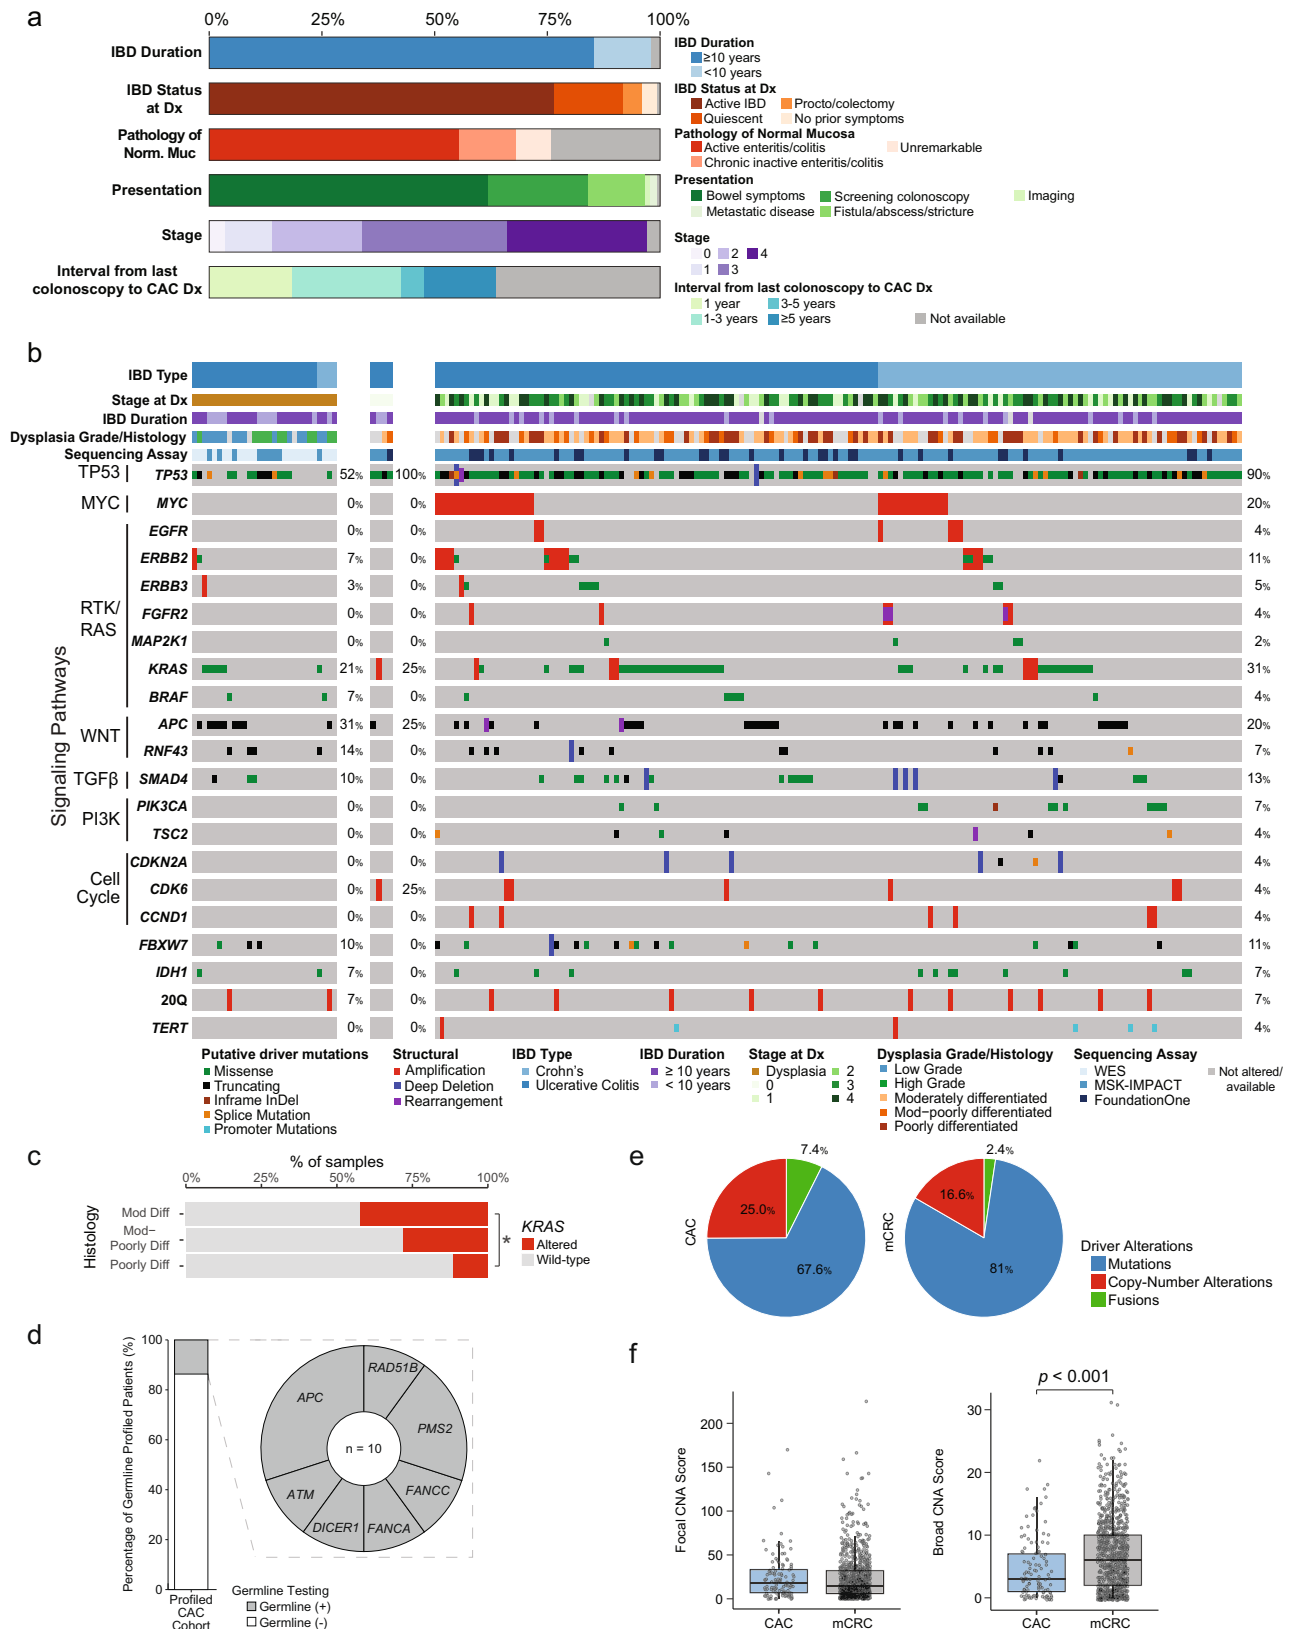 a
0% 25% 50% 75% 100%
IBD Duration
IBD Status
at Dx
Pathology of
Norm. Muc
Presentation
Stage
Interval from last
colonoscopy to CAC Dx
IBD Duration
≥10 years
<10 years
IBD Status at Dx
Active IBD Procto/colectomy
Quiescent No prior symptoms
Pathology of Normal Mucosa
Active enteritis/colitis Unremarkable
Chronic inactive enteritis/colitis
Presentation
Bowel symptoms Screening colonoscopy Imaging
Metastatic disease Fistula/abscess/stricture
Stage
0 2 4
1 3
Interval from last colonoscopy to CAC Dx
1 year 3-5 years
1-3 years ≥5 years Not available
b
IBD Type
Stage at Dx
IBD Duration
Dysplasia Grade/Histology
Sequencing Assay
Signaling Pathways
TP53 TP53 52% 100% 90%
MYC MYC 0% 0% 20%
RTK/
RAS
EGFR 0% 0% 4%
ERBB2 7% 0% 11%
ERBB3 3% 0% 5%
FGFR2 0% 0% 4%
MAP2K1 0% 0% 2%
KRAS 21% 25% 31%
BRAF 7% 0% 4%
WNT
APC 31% 25% 20%
RNF43 14% 0% 7%
TGFβ SMAD4 10% 0% 13%
PI3K
PIK3CA 0% 0% 7%
TSC2 0% 0% 4%
Cell
Cycle
CDKN2A 0% 0% 4%
CDK6 0% 25% 4%
CCND1 0% 0% 4%
FBXW7 10% 0% 11%
IDH1 7% 0% 7%
20Q 7% 0% 7%
TERT 0% 0% 4%
Putative driver mutations
Missense
Truncating
Inframe InDel
Splice Mutation
Promoter Mutations
Structural
Amplification
Deep Deletion
Rearrangement
IBD Type
Crohn's
Ulcerative Colitis
IBD Duration
≥ 10 years
< 10 years
Stage at Dx
Dysplasia 2
0 3
1 4
Dysplasia Grade/Histology
Low Grade
High Grade
Moderately differentiated
Mod−poorly differentiated
Poorly differentiated
Sequencing Assay
WES
MSK-IMPACT
FoundationOne
Not altered/
available
c
% of samples
0% 25% 50% 75% 100%
Histology
Mod Diff
Mod−
Poorly Diff
Poorly Diff
*
KRAS
Altered
Wild-type
e
CAC
7.4%
25.0%
67.6%
mCRC
2.4%
16.6%
81%
Driver Alterations
Mutations
Copy-Number Alterations
Fusions
d
Percentage of Germline Profiled Patients (%)
100
80
60
40
20
0
Profiled
CAC
Cohort
RAD51B
APC
PMS2
n = 10
ATM
FANCC
DICER1
FANCA
Germline Testing
Germline (+)
Germline (-)
f
Focal CNA Score
200
150
100
50
0
CAC mCRC
p < 0.001
Broad CNA Score
30
20
10
0
CAC mCRC